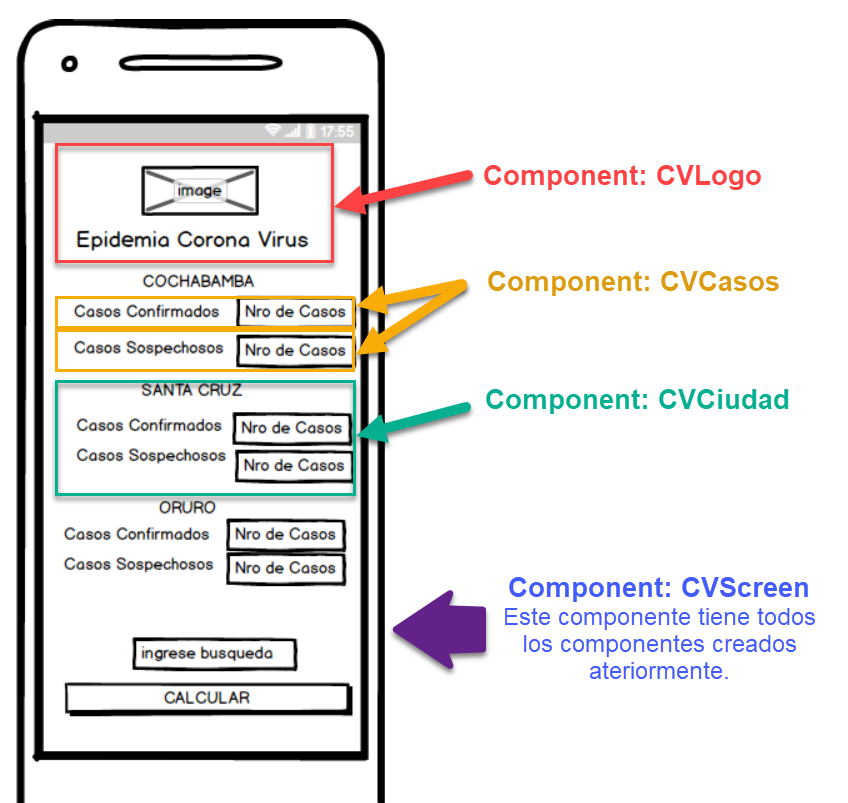 17:55
image
Epidemia Corona Virus
Component: CVLogo
COCHABAMBA
Component: CVCasos
Casos Confirmados Nro de Casos
Casos Sospechosos Nro de Casos
SANTA CRUZ
Component: CVCiudad
Casos Confirmados Nro de Casos
Casos Sospechosos Nro de Casos
ORURO
Casos Confirmados Nro de Casos
Casos Sospechosos Nro de Casos
Component: CVScreen
Este componente tiene todos
los componentes creados
ateriormente.
ingrese busqueda
CALCULAR